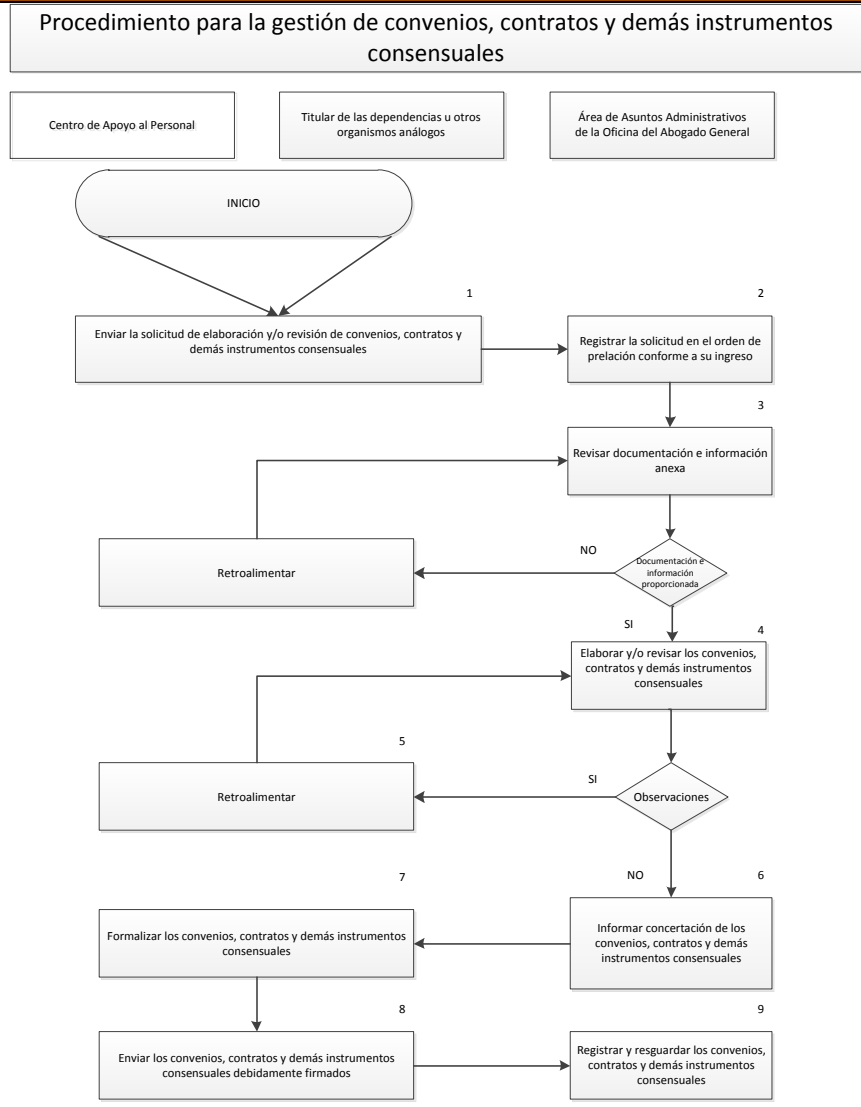 Procedimiento para la gestión de convenios, contratos y demás instrumentos
consensuales
Centro de Apoyo al Personal
Titular de las dependencias u otros
organismos análogos
Área de Asuntos Administrativos
de la Oficina del Abogado General
INICIO
1
Enviar la solicitud de elaboración y/o revisión de convenios, contratos y
demás instrumentos consensuales
2
Registrar la solicitud en el orden de
prelación conforme a su ingreso
3
Revisar documentación e información
anexa
NO
Documentación e
información
proporcionada
Retroalimentar
SI
4
Elaborar y/o revisar los convenios,
contratos y demás instrumentos
consensuales
5
Retroalimentar
SI
Observaciones
NO
6
Informar concertación de los
convenios, contratos y demás
instrumentos consensuales
7
Formalizar los convenios, contratos y demás instrumentos
consensuales
8
Enviar los convenios, contratos y demás instrumentos
consensuales debidamente firmados
9
Registrar y resguardar los convenios,
contratos y demás instrumentos
consensuales